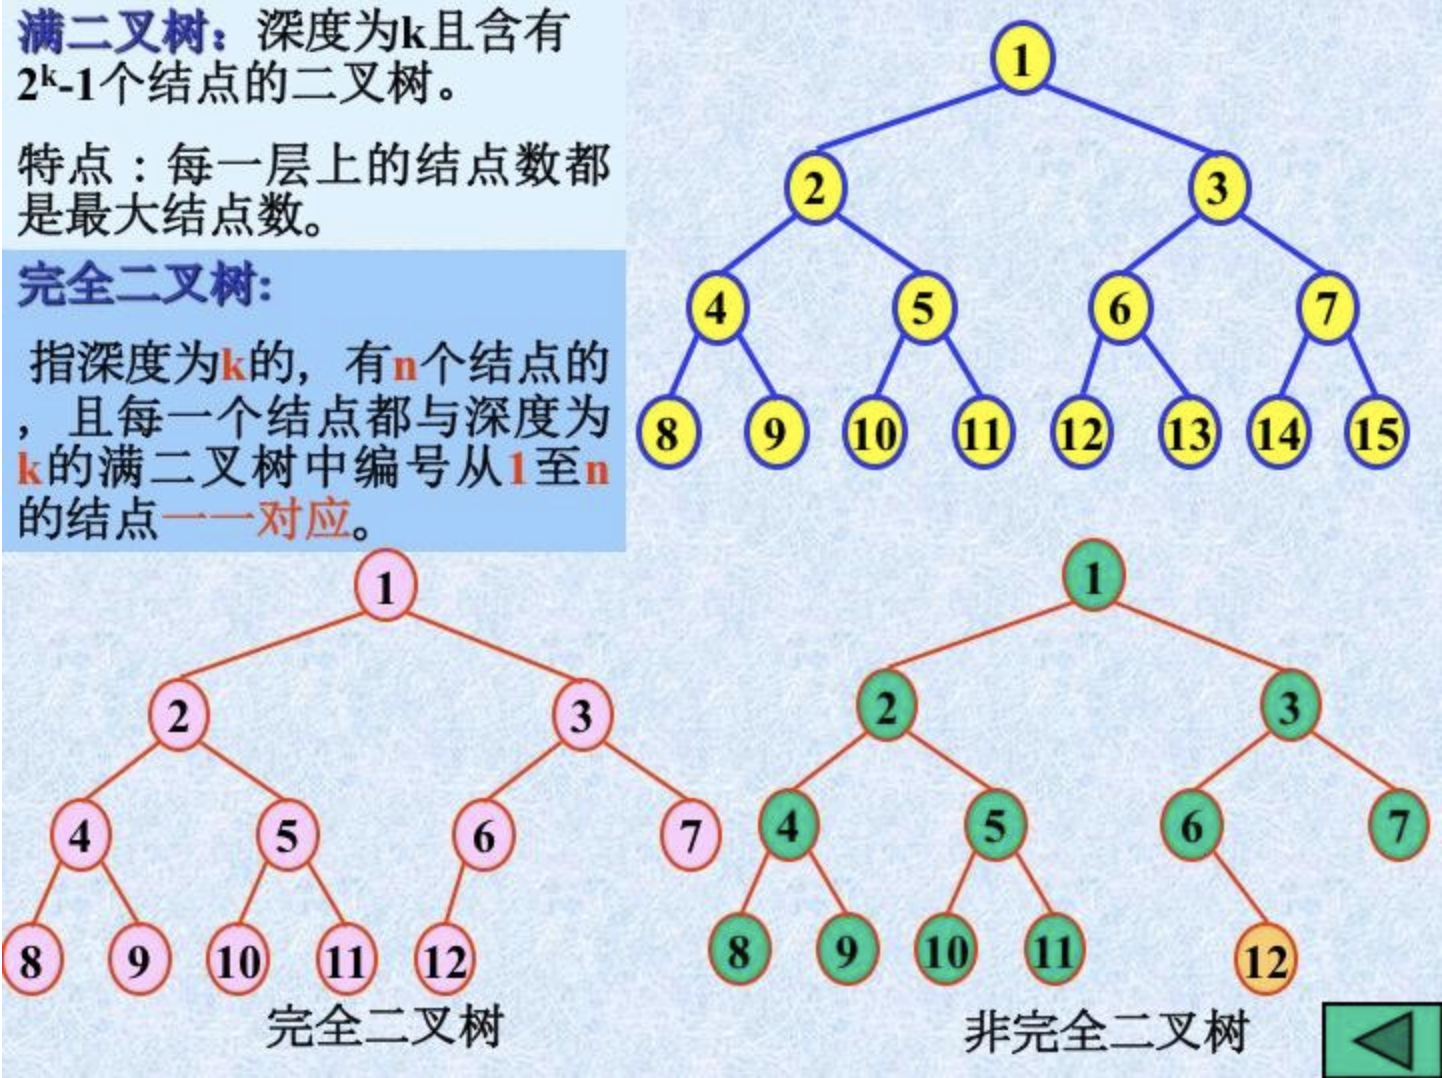 满二叉树：深度为k且含有
2ᵏ-1个结点的二叉树。
特点：每一层上的结点数都
是最大结点数。
完全二叉树:
指深度为k的，有n个结点的
，且每一个结点都与深度为
k的满二叉树中编号从1至n
的结点一一对应。
1
2 3
4 5 6 7
8 9 10 11 12 13 14 15
1
2 3
4 5 6 7
8 9 10 11 12
完全二叉树
1
2 3
4 5 6 7
8 9 10 11 12
非完全二叉树